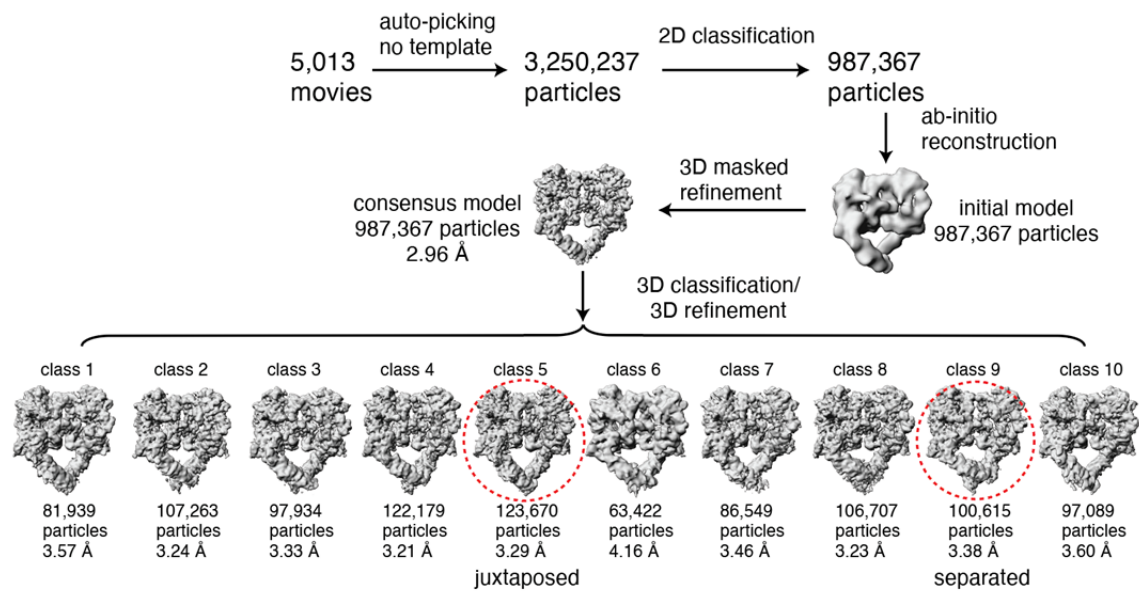 auto-picking
no template
2D classification
5,013
movies
3,250,237
particles
987,367
particles
ab-initio
reconstruction
3D masked
refinement
consensus model
987,367 particles
2.96 Å
initial model
987,367 particles
3D classification/
3D refinement
class 1
class 2
class 3
class 4
class 5
class 6
class 7
class 8
class 9
class 10
81,939
particles
3.57 Å
107,263
particles
3.24 Å
97,934
particles
3.33 Å
122,179
particles
3.21 Å
123,670
particles
3.29 Å
63,422
particles
4.16 Å
86,549
particles
3.46 Å
106,707
particles
3.23 Å
100,615
particles
3.38 Å
97,089
particles
3.60 Å
juxtaposed
separated